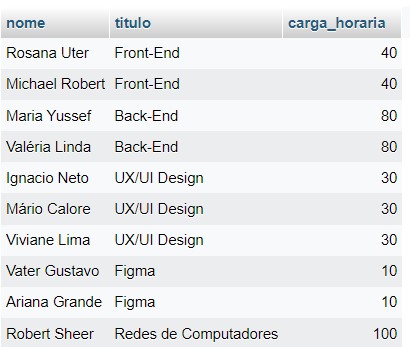 nome titulo carga_horaria
Rosana Uter Front-End 40
Michael Robert Front-End 40
Maria Yussef Back-End 80
Valéria Linda Back-End 80
Ignacio Neto UX/UI Design 30
Mário Calore UX/UI Design 30
Viviane Lima UX/UI Design 30
Vater Gustavo Figma 10
Ariana Grande Figma 10
Robert Sheer Redes de Computadores 100